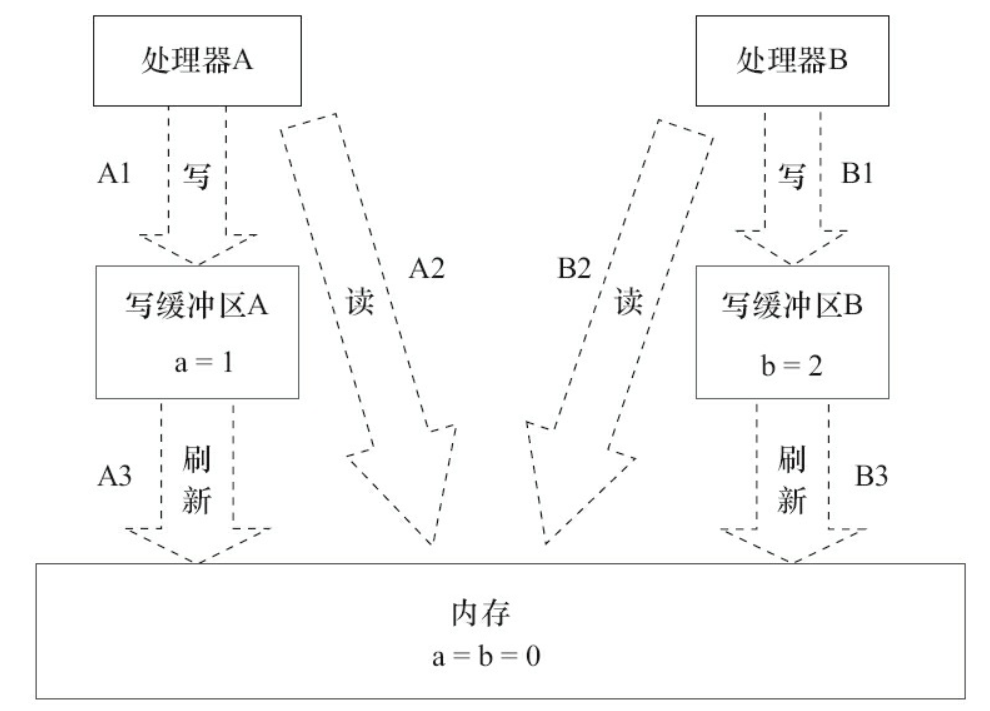 处理器A
处理器B
A1
写
写
B1
A2
B2
读
读
写缓冲区A
a = 1
写缓冲区B
b = 2
A3
刷
新
刷
新
B3
内存
a = b = 0